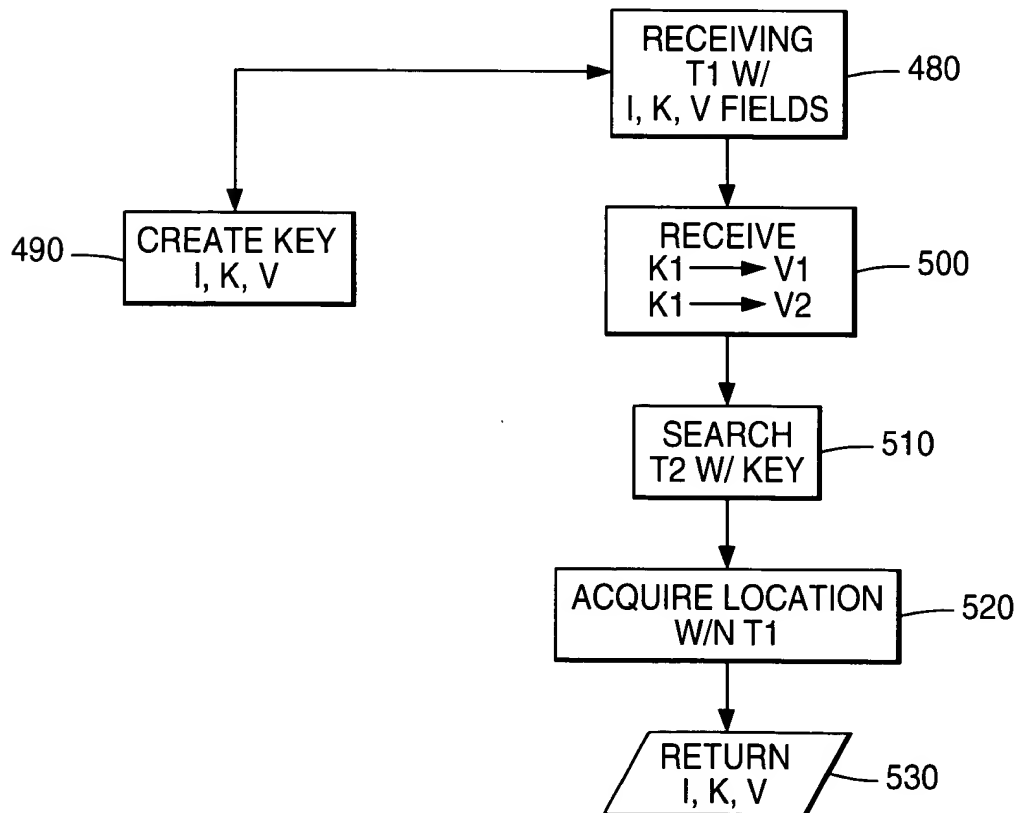 RECEIVING
T1 W/
I, K, V FIELDS
480
CREATE KEY
I, K, V
490
RECEIVE
K1 → V1
K1 → V2
500
SEARCH
T2 W/ KEY
510
ACQUIRE LOCATION
W/N T1
520
RETURN
I, K, V
530